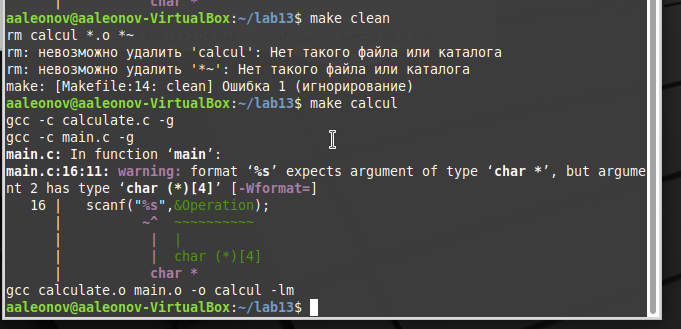 char *
aaleonov@aaleonov-VirtualBox:~/lab13$ make clean
rm calcul *.o *~
rm: невозможно удалить 'calcul': Нет такого файла или каталога
rm: невозможно удалить '*~': Нет такого файла или каталога
make: [Makefile:14: clean] Ошибка 1 (игнорирование)
aaleonov@aaleonov-VirtualBox:~/lab13$ make calcul
gcc -c calculate.c -g
gcc -c main.c -g
main.c: In function ‘main’:
main.c:16:11: warning: format ‘%s’ expects argument of type ‘char *’, but argume
nt 2 has type ‘char (*)[4]’ [-Wformat=]
   16 |   scanf("%s",&Operation);
      |          ~^  ~~~~~~~~~~
      |           |  |
      |           |  char (*)[4]
      |           char *
gcc calculate.o main.o -o calcul -lm
aaleonov@aaleonov-VirtualBox:~/lab13$